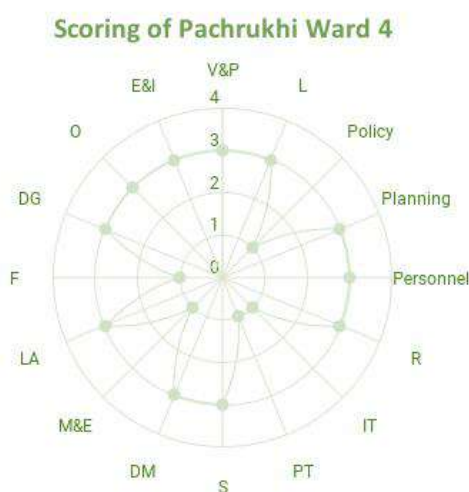 Scoring of Pachrukhi Ward 4
V&P
E&I
L
4
O
Policy
3
DG
2
Planning
1
F
0
Personnel
LA
R
M&E
IT
DM
PT
S